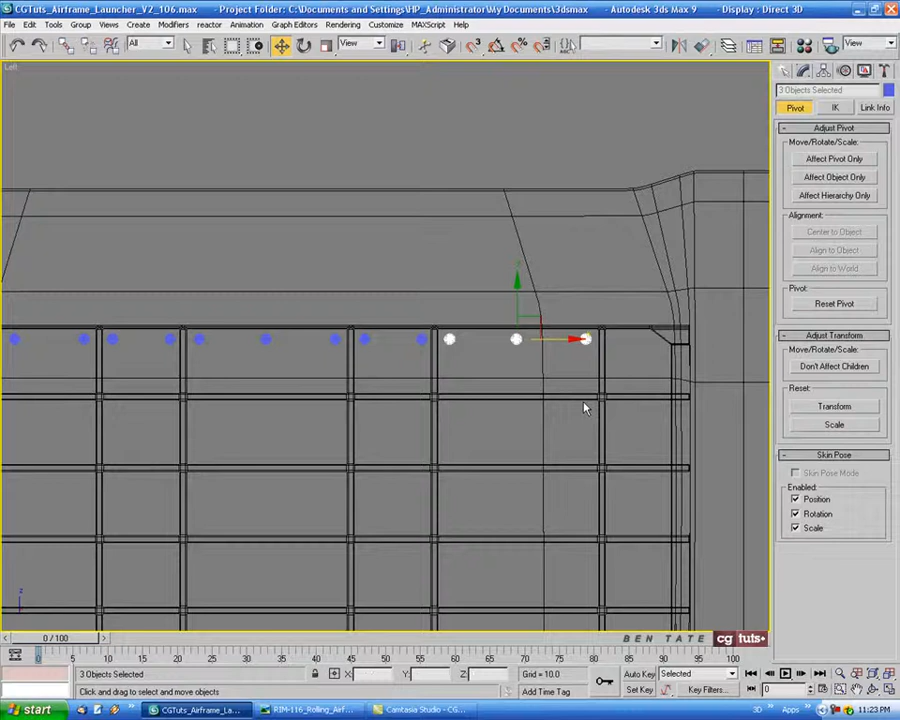 CGTuts_Airframe_Launcher_V2_106.max - Project Folder: C:\Documents and Settings\HP_Administrator\My Documents\3dsmax - Autodesk 3ds Max 9 - Display : Direct 3D
File Edit Tools Group Views Create Modifiers reactor Animation Graph Editors Rendering Customize MAXScript Help
All View View
Left
3 Objects Selected
Pivot IK Link Info
- Adjust Pivot
Move/Rotate/Scale:
Affect Pivot Only
Affect Object Only
Affect Hierarchy Only
Alignment:
Center to Object
Align to Object
Align to World
Pivot:
Reset Pivot
- Adjust Transform
Move/Rotate/Scale:
Don't Affect Children
Reset:
Transform
Scale
- Skin Pose
Skin Pose Mode
Enabled:
Position
Rotation
Scale
z
BEN TATE cg tuts+
< 0 / 100 >
0 5 10 15 20 25 30 35 40 45 50 55 60 65 70 75 80 85 90 95 100
3 Objects Selected X: Y: Z: Grid = 10.0 Auto Key Selected
Click and drag to select and move objects Add Time Tag Set Key Key Filters... 0
start CGTuts_Airframe_La... RIM-116_Rolling_Airf... Camtasia Studio - CG... 3D Apps 11:23 PM